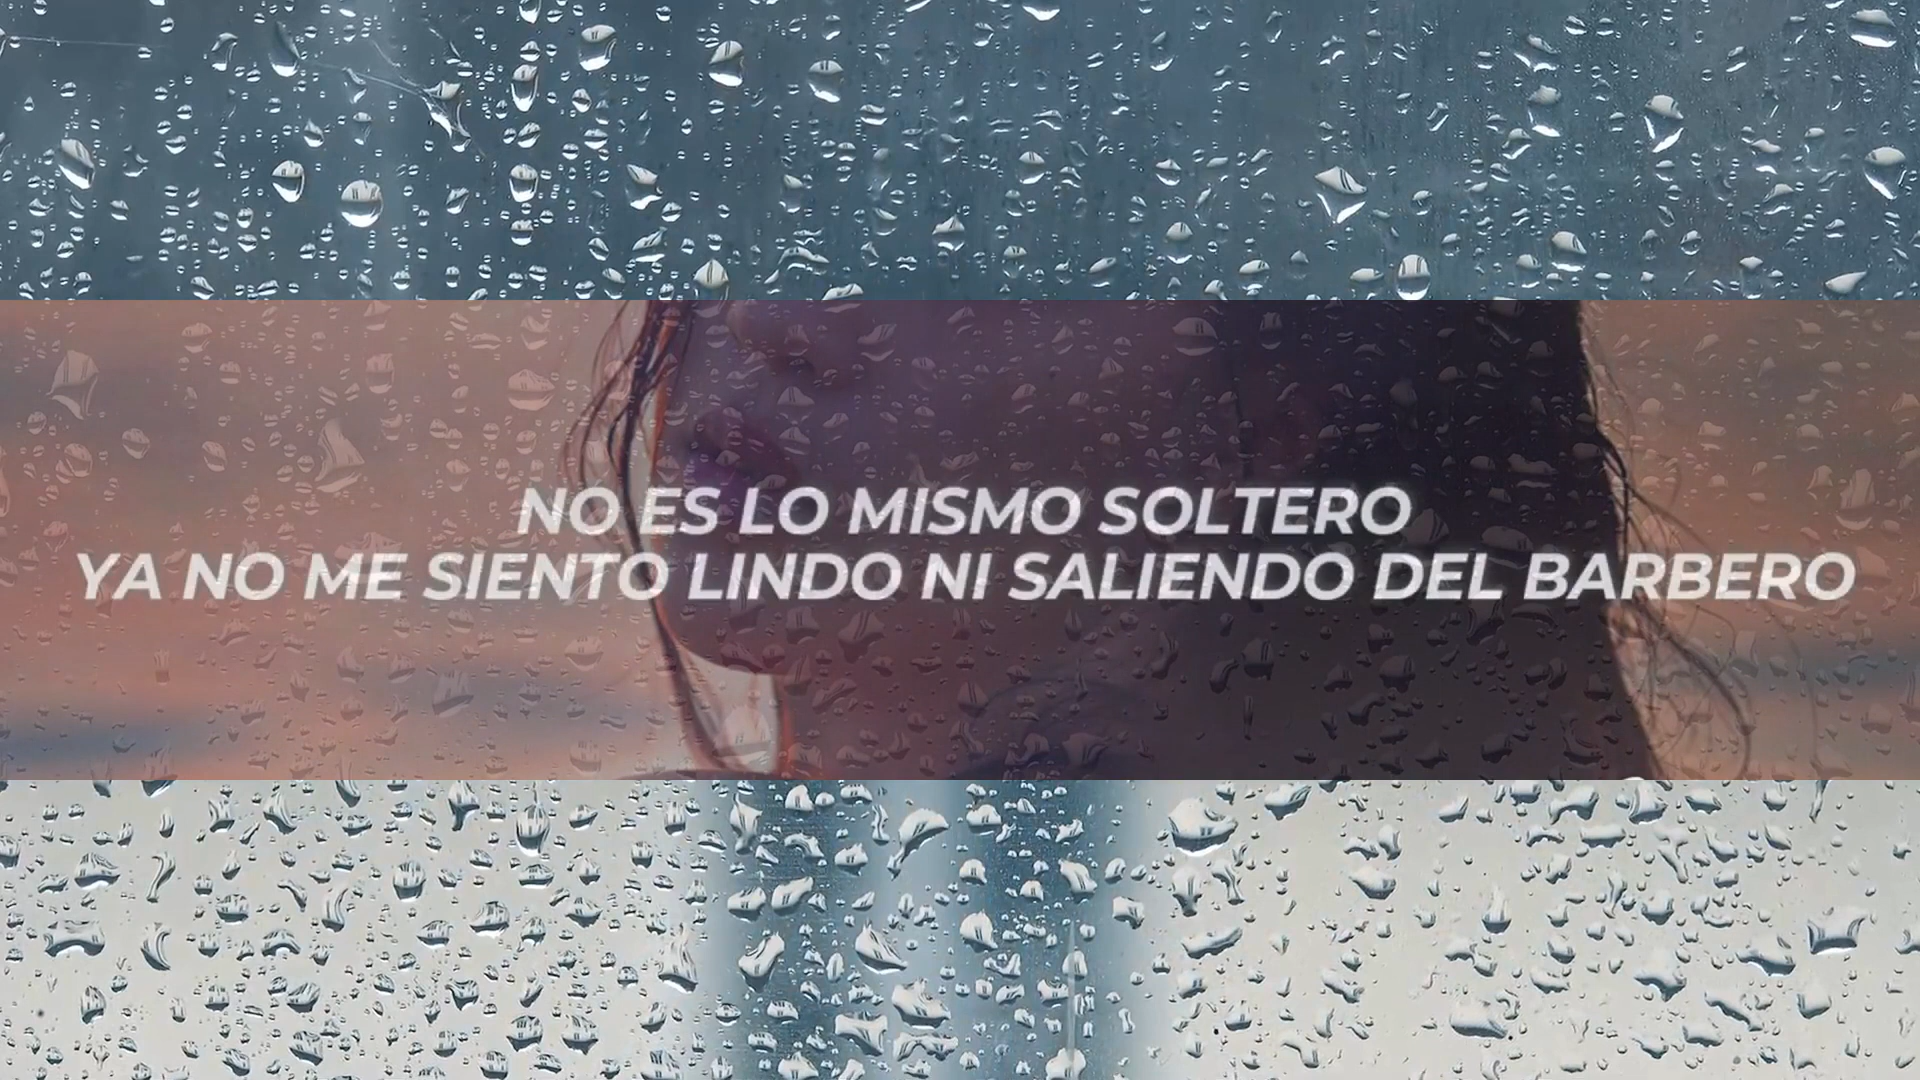 NO ES LO MISMO SOLTERO
YA NO ME SIENTO LINDO NI SALIENDO DEL BARBERO